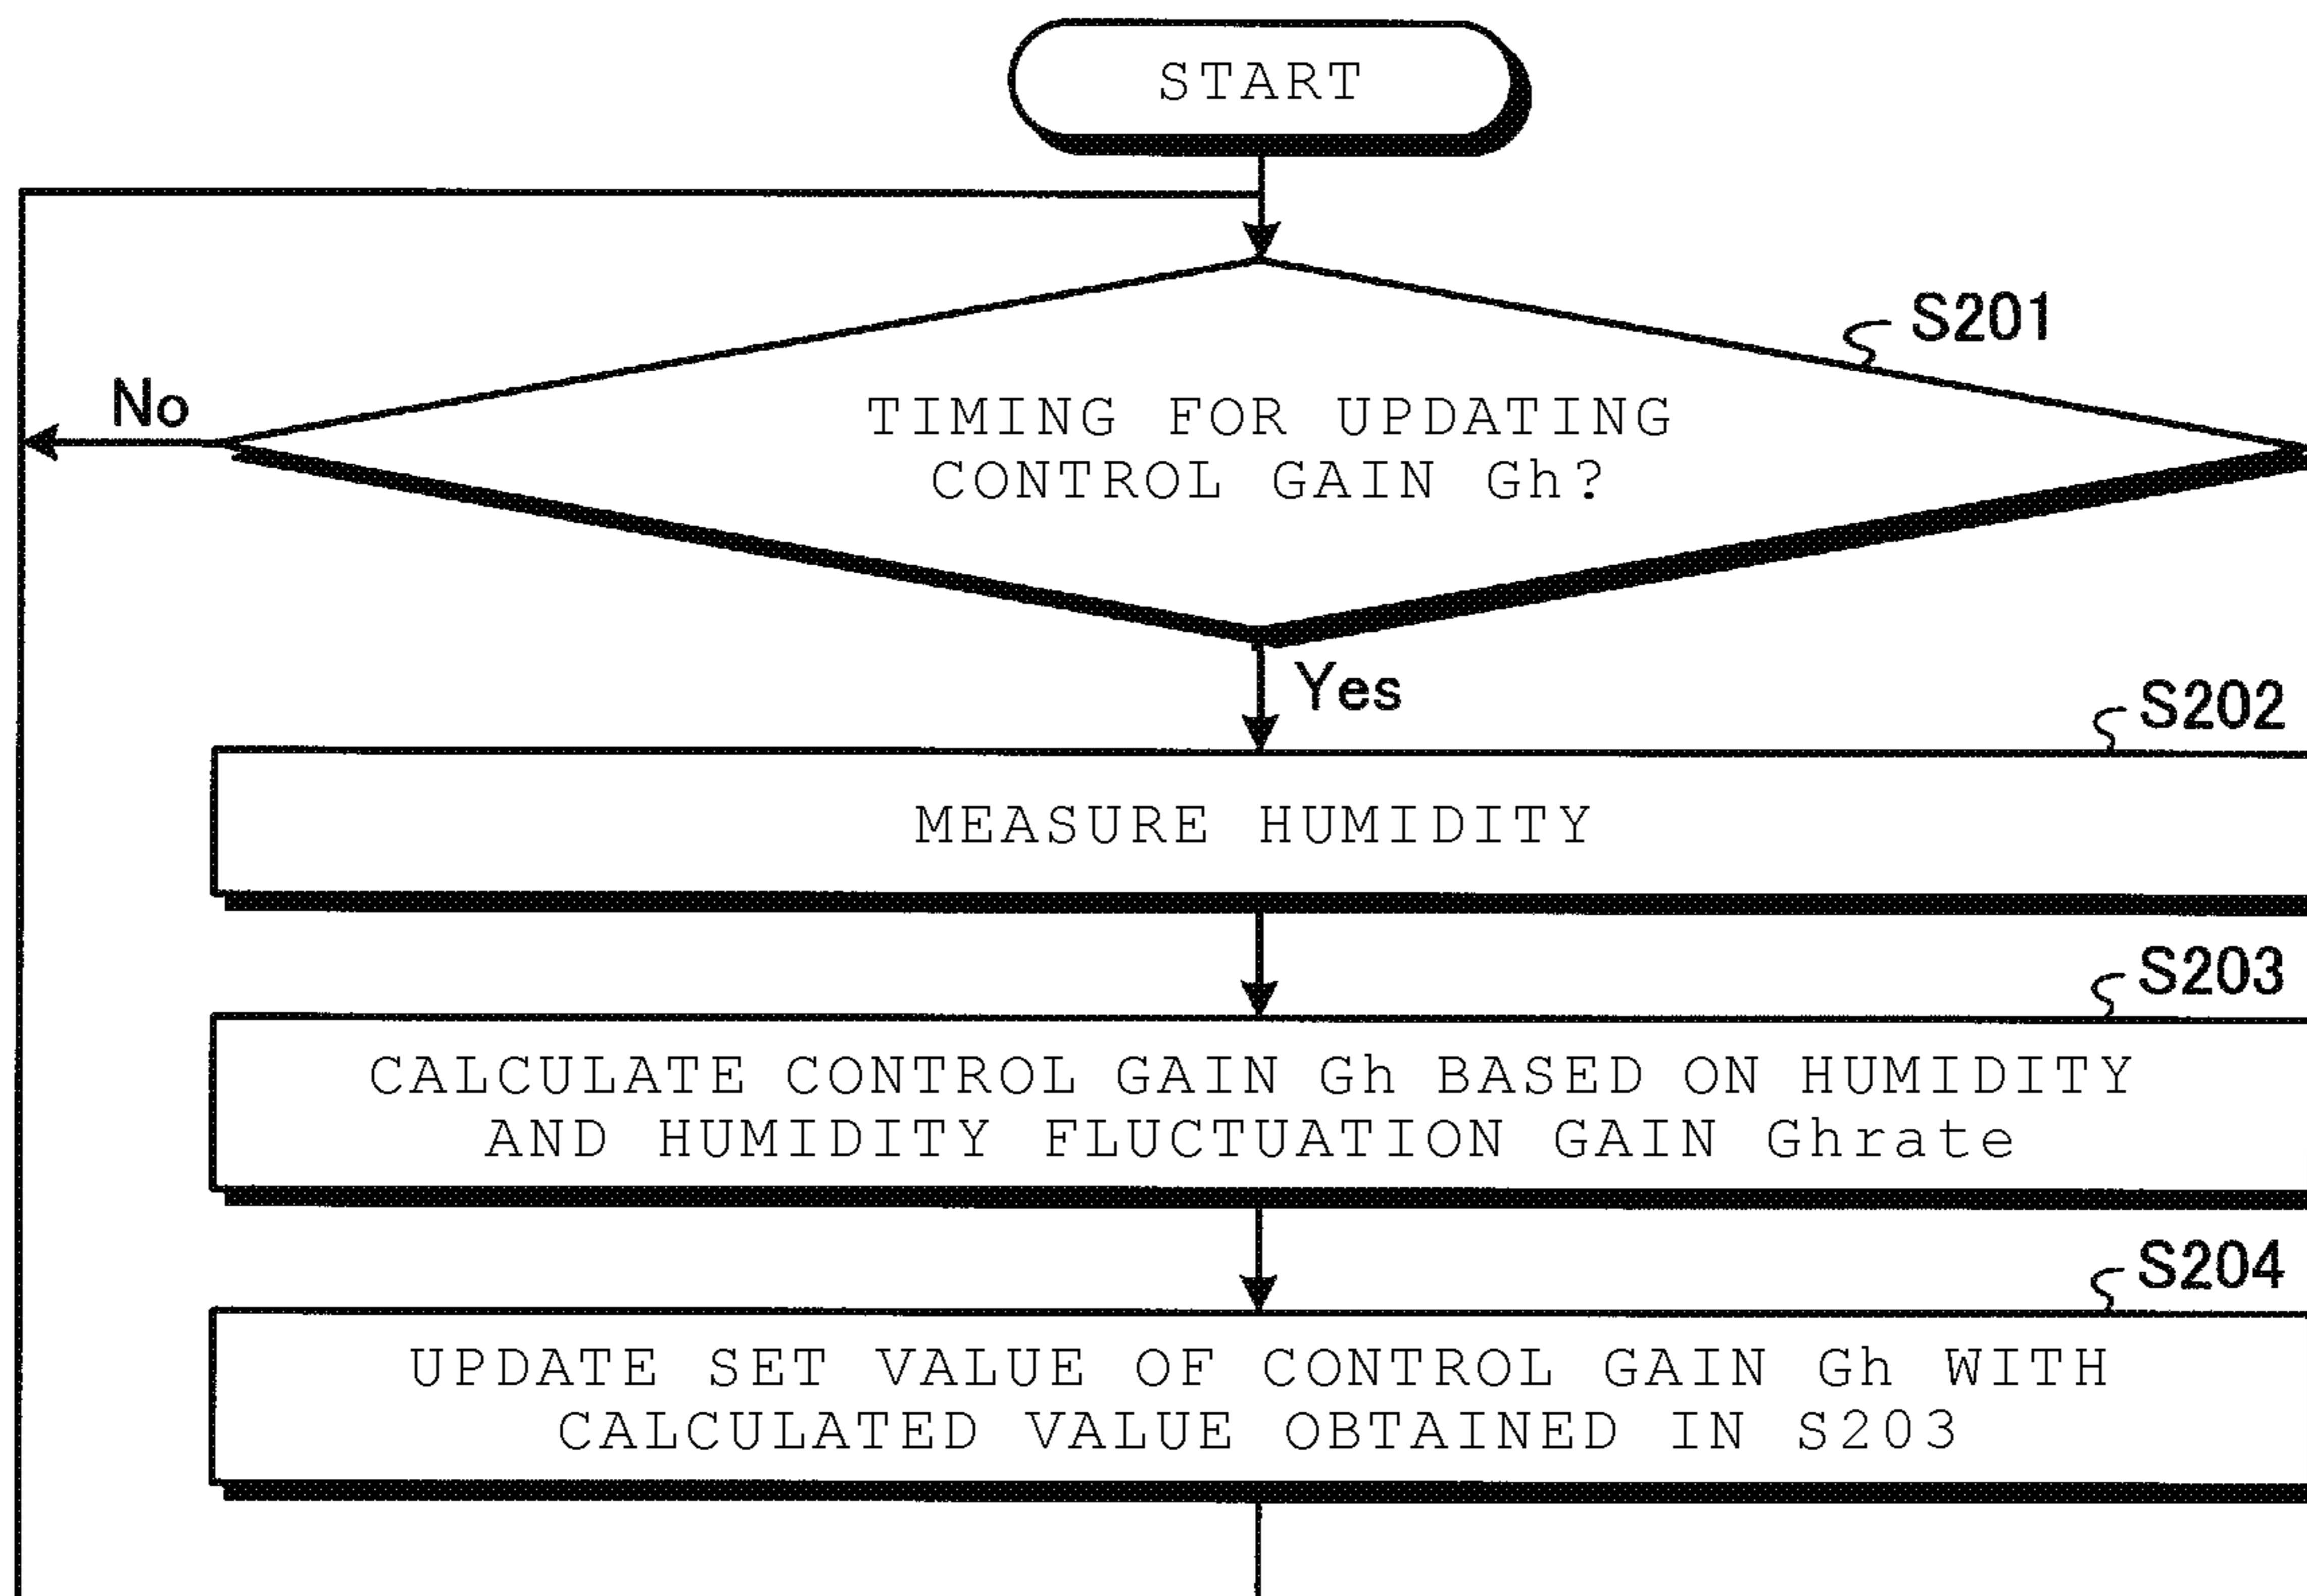 START
S201
TIMING FOR UPDATING
CONTROL GAIN Gh?
No
Yes
S202
MEASURE HUMIDITY
S203
CALCULATE CONTROL GAIN Gh BASED ON HUMIDITY
AND HUMIDITY FLUCTUATION GAIN Ghrate
S204
UPDATE SET VALUE OF CONTROL GAIN Gh WITH
CALCULATED VALUE OBTAINED IN S203